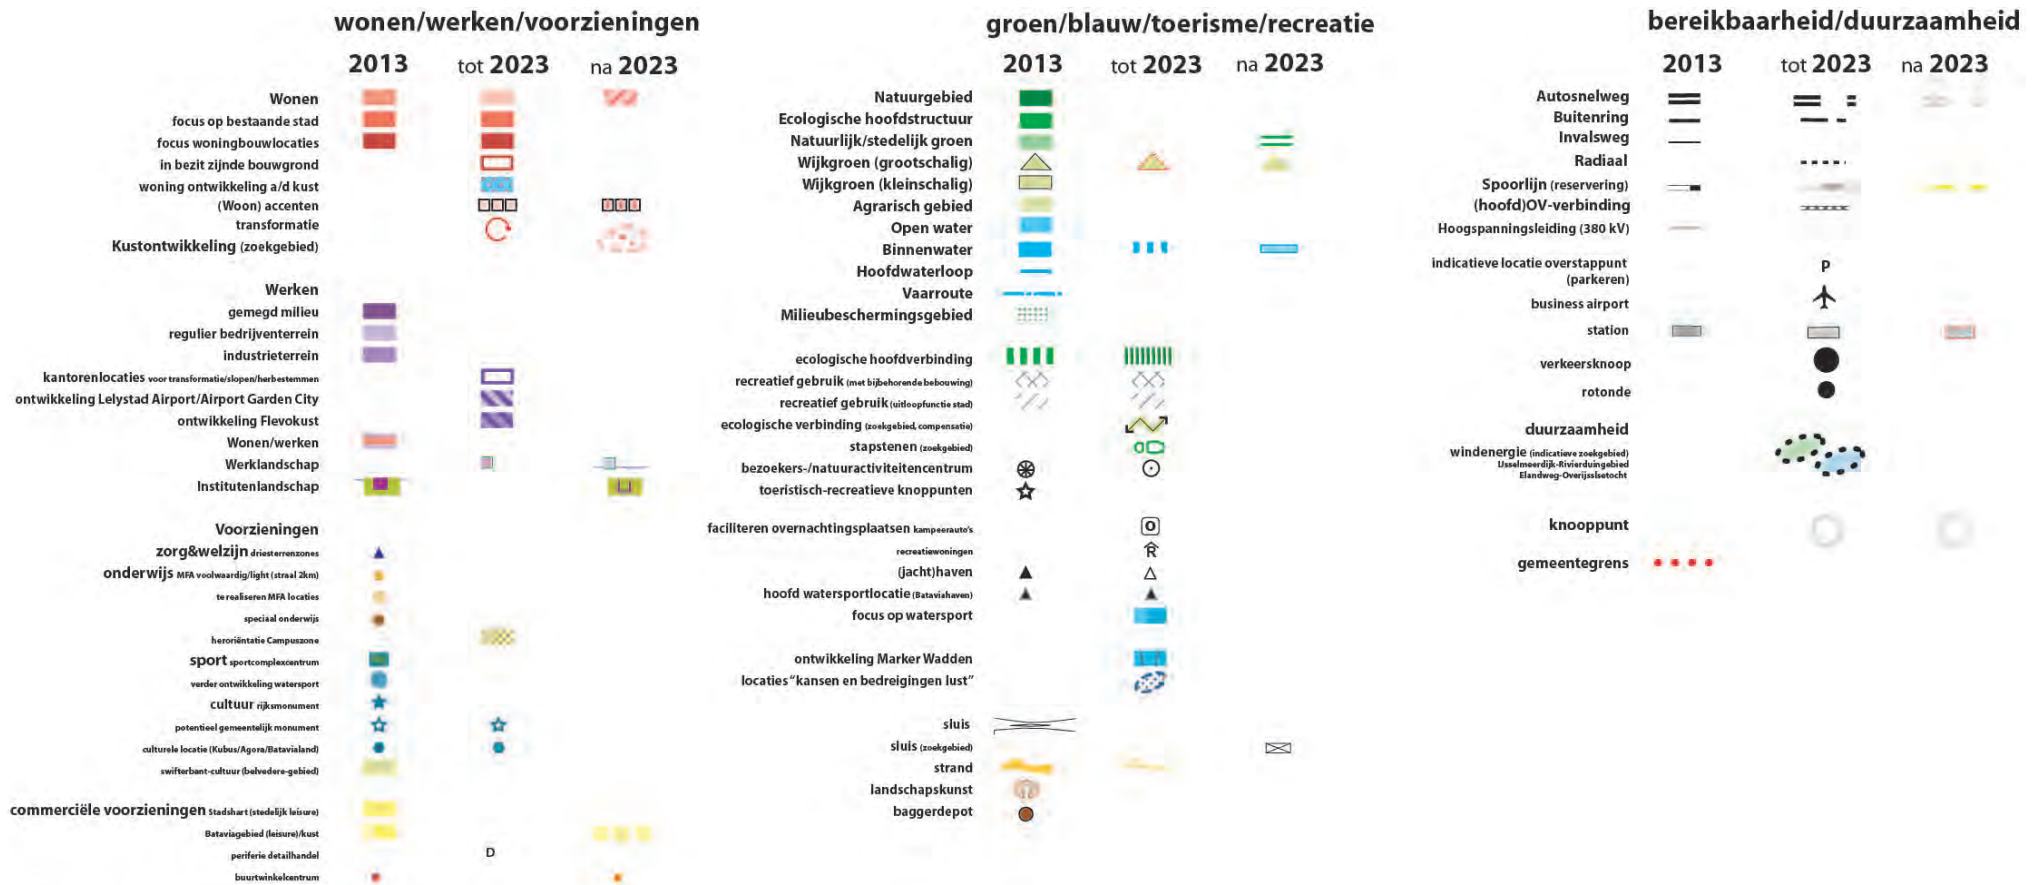 wonen/werken/voorzieningen
2013 tot 2023 na 2023
Wonen
focus op bestaande stad
focus woningbouwlocaties
in bezit zijnde bouwgrond
woning ontwikkeling a/d kust
(Woon) accenten
transformatie
Kustontwikkeling (zoekgebied)
Werken
gemegd milieu
regulier bedrijventerrein
industrieterrein
kantorenlocaties voor transformatie/slopen/herbestemmen
ontwikkeling Lelystad Airport/Airport Garden City
ontwikkeling Flevokust
Wonen/werken
Werklandschap
Institutenlandschap
Voorzieningen
zorg&welzijn driesterrenzones
onderwijs MFA voolwaardig/light (straal 2km)
te realiseren MFA locaties
speciaal onderwijs
heroriëntatie Campuszone
sport sportcomplexcentrum
verder ontwikkeling watersport
cultuur rijksmonument
potentieel gemeentelijk monument
culturele locatie (Kubus/Agora/Batavialand)
swifterbant-cultuur (belvedere-gebied)
commerciële voorzieningen Stadshart (stedelijk leisure)
Bataviagebied (leisure)/kust
periferie detailhandel D
buurtwinkelcentrum
groen/blauw/toerisme/recreatie
2013 tot 2023 na 2023
Natuurgebied
Ecologische hoofdstructuur
Natuurlijk/stedelijk groen
Wijkgroen (grootschalig)
Wijkgroen (kleinschalig)
Agrarisch gebied
Open water
Binnenwater
Hoofdwaterloop
Vaarroute
Milieubeschermingsgebied
ecologische hoofdverbinding
recreatief gebruik (met bijbehorende bebouwing)
recreatief gebruik (uitloopfunctie stad)
ecologische verbinding (zoekgebied, compensatie)
stapstenen (zoekgebied)
bezoekers-/natuuractiviteitencentrum
toeristisch-recreatieve knoppunten
faciliteren overnachtingsplaatsen kampeerauto's O
recreatiewoningen R
(jacht)haven
hoofd watersportlocatie (Bataviahaven)
focus op watersport
ontwikkeling Marker Wadden
locaties "kansen en bedreigingen lust"
sluis
sluis (zoekgebied)
strand
landschapskunst
baggerdepot
bereikbaarheid/duurzaamheid
2013 tot 2023 na 2023
Autosnelweg
Buitenring
Invalsweg
Radiaal
Spoorlijn (reservering)
(hoofd)OV-verbinding
Hoogspanningsleiding (380 kV)
indicatieve locatie overstappunt P
(parkeren)
business airport
station
verkeersknoop
rotonde
duurzaamheid
windenergie (indicatieve zoekgebied)
IJsselmeerdijk-Rivierduingebied
Elandweg-Overijsselsetocht
knooppunt
gemeentegrens